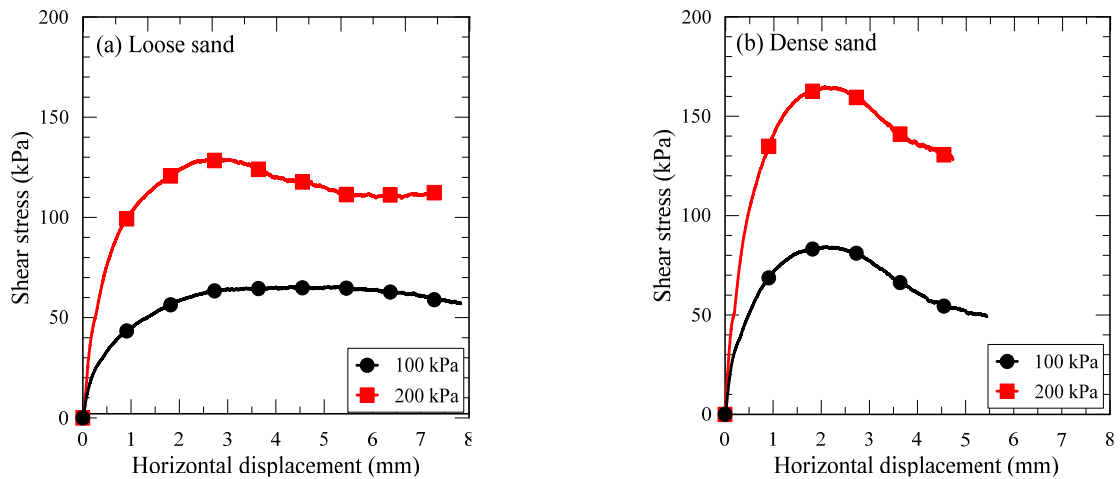 (a) Loose sand
200
150
100
50
0
Shear stress (kPa)
0 1 2 3 4 5 6 7 8
Horizontal displacement (mm)
100 kPa
200 kPa
(b) Dense sand
200
150
100
50
0
Shear stress (kPa)
0 1 2 3 4 5 6 7 8
Horizontal displacement (mm)
100 kPa
200 kPa